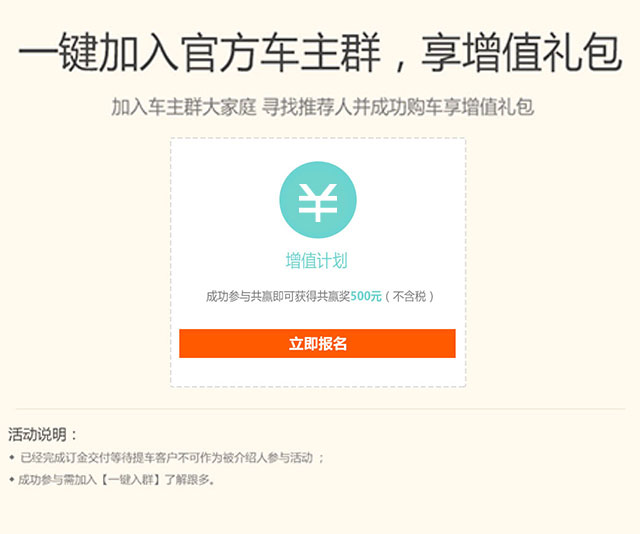 一键加入官方车主群，享增值礼包
加入车主群大家庭 寻找推荐人并成功购车享增值礼包
¥
增值计划
成功参与共赢即可获得共赢奖500元（不含税）
立即报名
活动说明：
◆ 已经完成订金交付等待提车客户不可作为被介绍人参与活动 ；
◆ 成功参与需加入【一键入群】了解跟多。